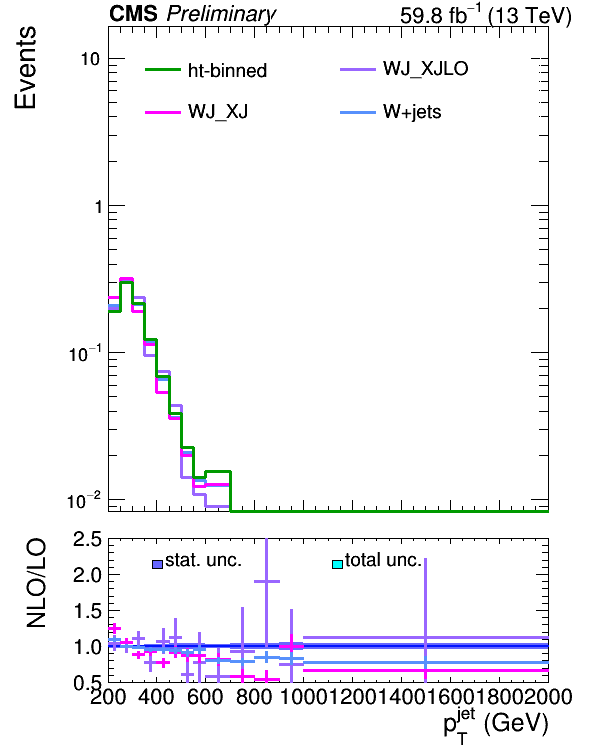 CMS Preliminary 59.8 fb⁻¹ (13 TeV)
Events
10
1
10⁻¹
10⁻²
ht-binned WJ_XJLO
WJ_XJ W+jets
NLO/LO
2.5
2.0
1.5
1.0
0.5
stat. unc. total unc.
200 400 600 800 1000 1200 1400 1600 1800 2000
p_T^jet (GeV)